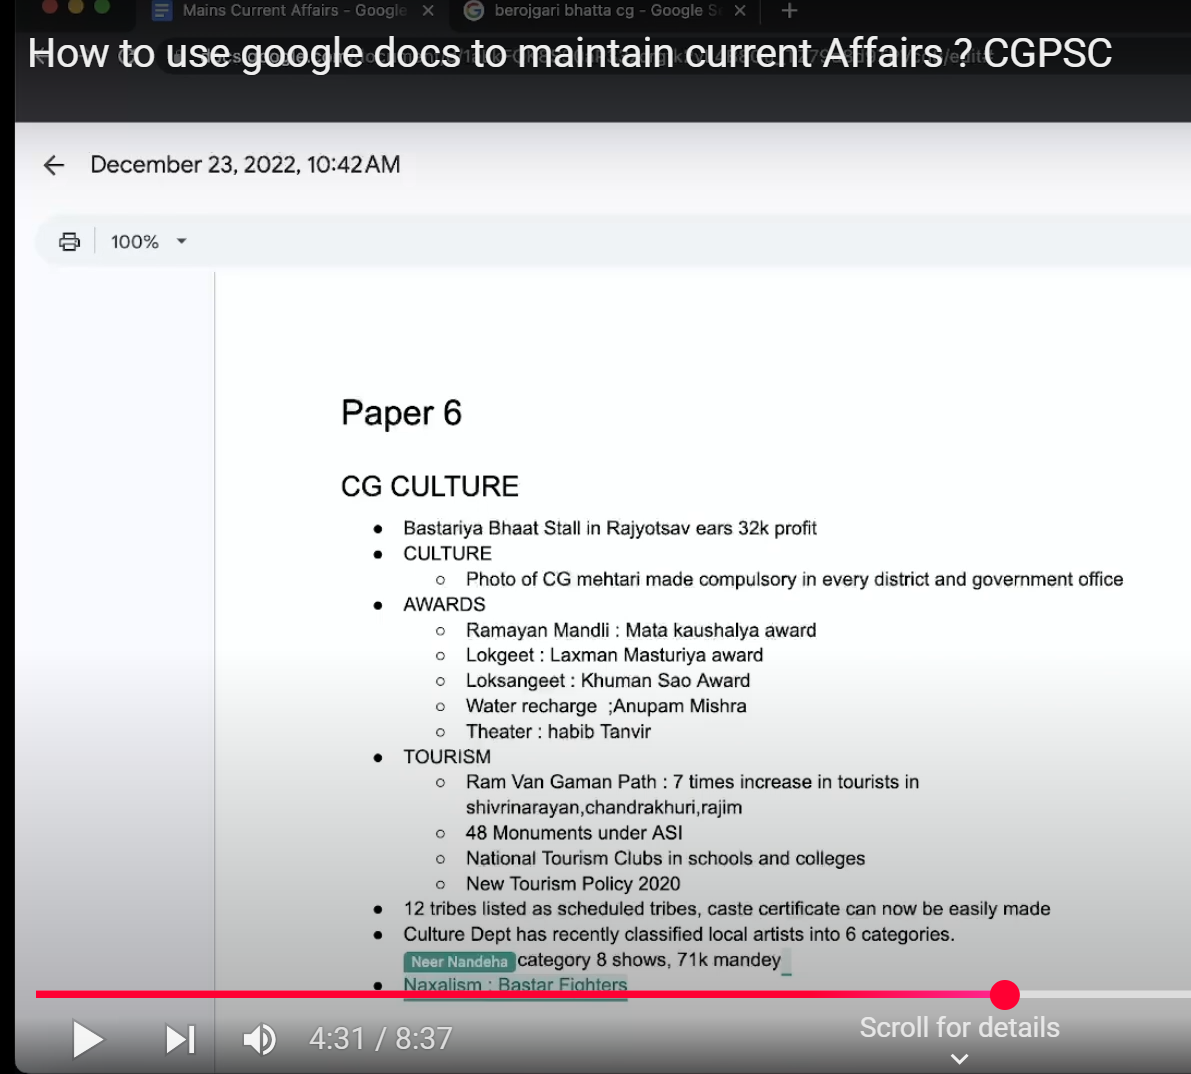 Mains Current Affairs - Google
berojgari bhatta cg - Google S
How to use google docs to maintain current Affairs ? CGPSC
December 23, 2022, 10:42 AM
100%
Paper 6
CG CULTURE
● Bastariya Bhaat Stall in Rajyotsav ears 32k profit
● CULTURE
○ Photo of CG mehtari made compulsory in every district and government office
● AWARDS
○ Ramayan Mandli : Mata kaushalya award
○ Lokgeet : Laxman Masturiya award
○ Loksangeet : Khuman Sao Award
○ Water recharge ;Anupam Mishra
○ Theater : habib Tanvir
● TOURISM
○ Ram Van Gaman Path : 7 times increase in tourists in
shivrinarayan,chandrakhuri,rajim
○ 48 Monuments under ASI
○ National Tourism Clubs in schools and colleges
○ New Tourism Policy 2020
● 12 tribes listed as scheduled tribes, caste certificate can now be easily made
● Culture Dept has recently classified local artists into 6 categories.
Neer Nandeha category 8 shows, 71k mandey
● Naxalism : Bastar Fighters
4:31 / 8:37
Scroll for details